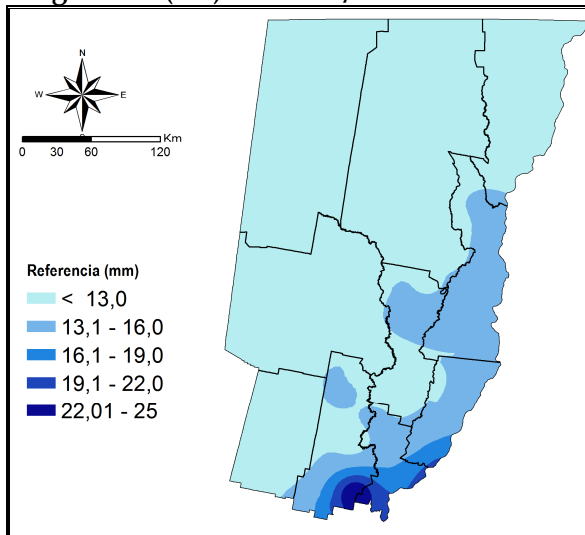 N
W E
S
Km
0 30 60 120
Referencia (mm)
< 13,0
13,1 - 16,0
16,1 - 19,0
19,1 - 22,0
22,01 - 25